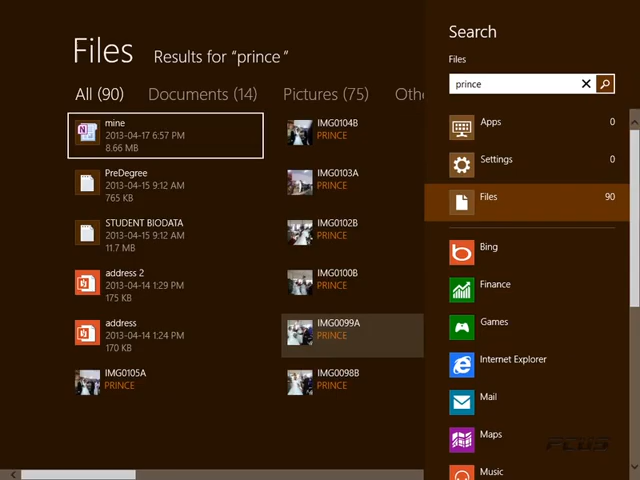 Files Results for "prince "
All (90) Documents (14) Pictures (75) Othe
mine
2013-04-17 6:57 PM
8.66 MB
PreDegree
2013-04-15 9:12 AM
765 KB
STUDENT BIODATA
2013-04-15 9:12 AM
11.7 MB
address 2
2013-04-14 1:29 PM
175 KB
address
2013-04-14 1:24 PM
170 KB
IMG0105A
PRINCE
IMG0104B
PRINCE
IMG0103A
PRINCE
IMG0102B
PRINCE
IMG0100B
PRINCE
IMG0099A
PRINCE
IMG0098B
PRINCE
Search
Files
prince
Apps 0
Settings 0
Files 90
Bing
Finance
Games
Internet Explorer
Mail
Maps
Music